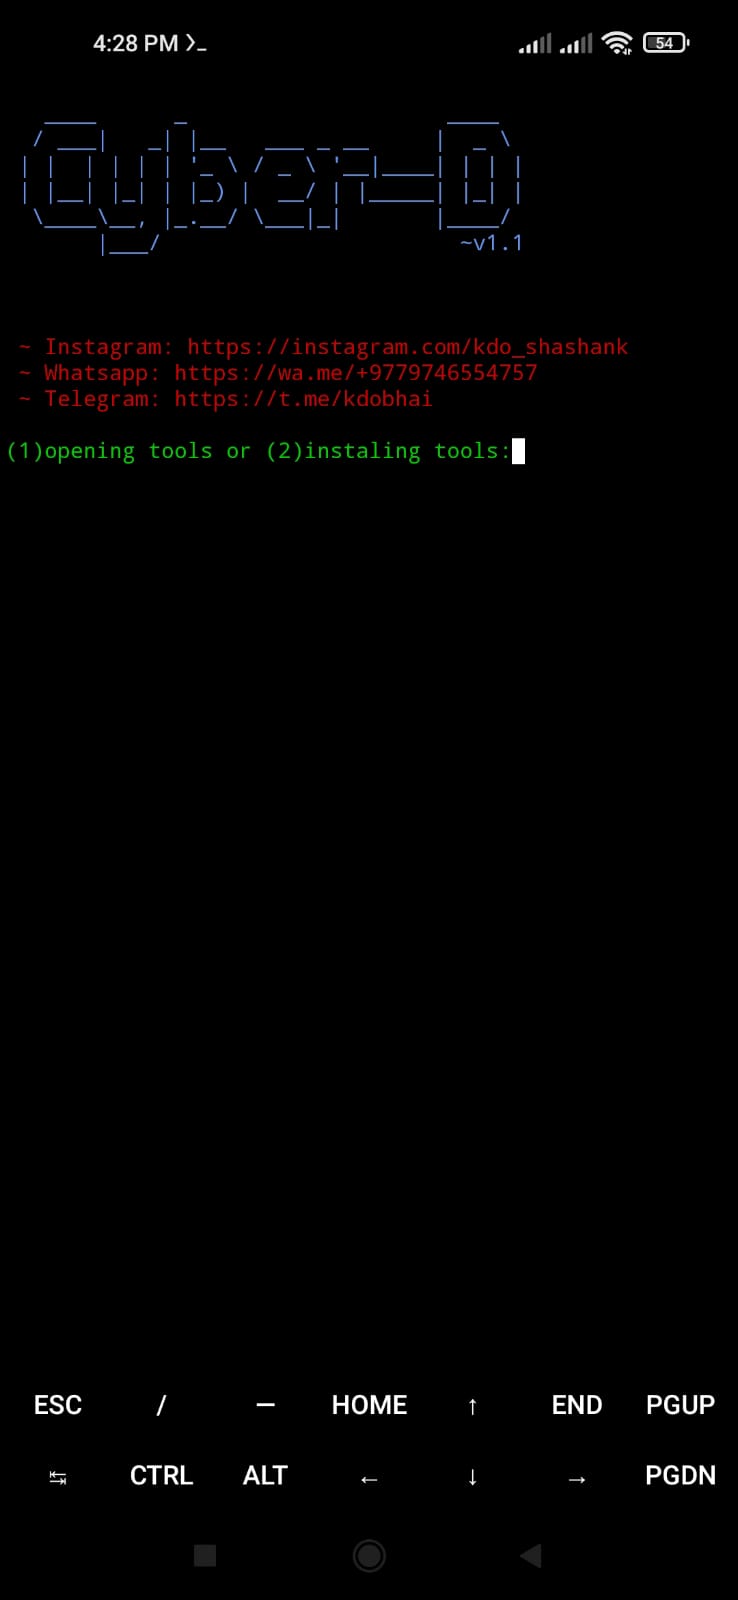 4:28 PM
54
Cyber-D
~v1.1
~ Instagram: https://instagram.com/kdo_shashank
~ Whatsapp: https://wa.me/+9779746554757
~ Telegram: https://t.me/kdobhai
(1)opening tools or (2)instaling tools:
ESC / — HOME ↑ END PGUP
↹ CTRL ALT ← ↓ → PGDN